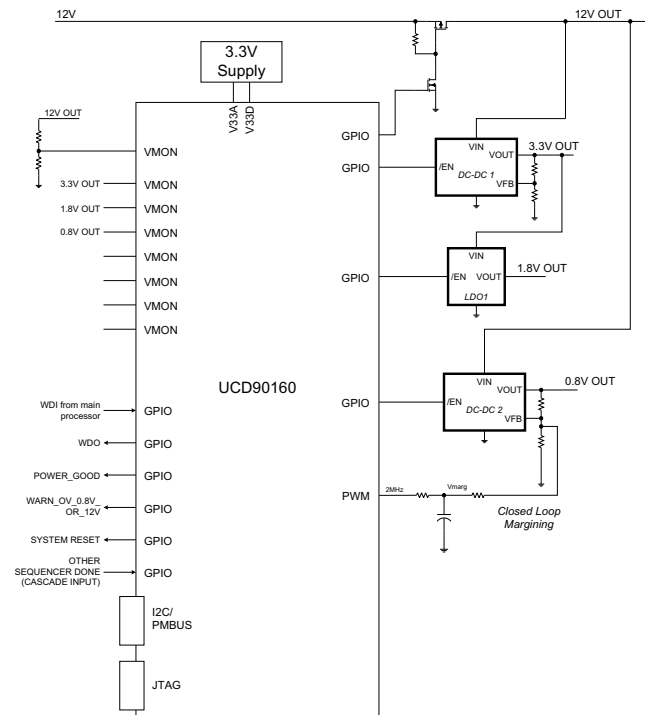 12V
12V OUT
3.3V
Supply
V33A
V33D
12V OUT
VMON
3.3V OUT
VMON
1.8V OUT
VMON
0.8V OUT
VMON
VMON
VMON
VMON
VMON
UCD90160
WDI from main
processor
GPIO
WDO
GPIO
POWER_GOOD
GPIO
WARN_OV_0.8V_
OR_12V
GPIO
SYSTEM RESET
GPIO
OTHER
SEQUENCER DONE
(CASCADE INPUT)
GPIO
I2C/
PMBUS
JTAG
GPIO
GPIO
VIN
/EN
VOUT
DC-DC 1
VFB
3.3V OUT
GPIO
VIN
/EN
VOUT
LDO1
1.8V OUT
GPIO
VIN
/EN
VOUT
DC-DC 2
VFB
0.8V OUT
PWM
2MHz
Vmarg
Closed Loop
Margining